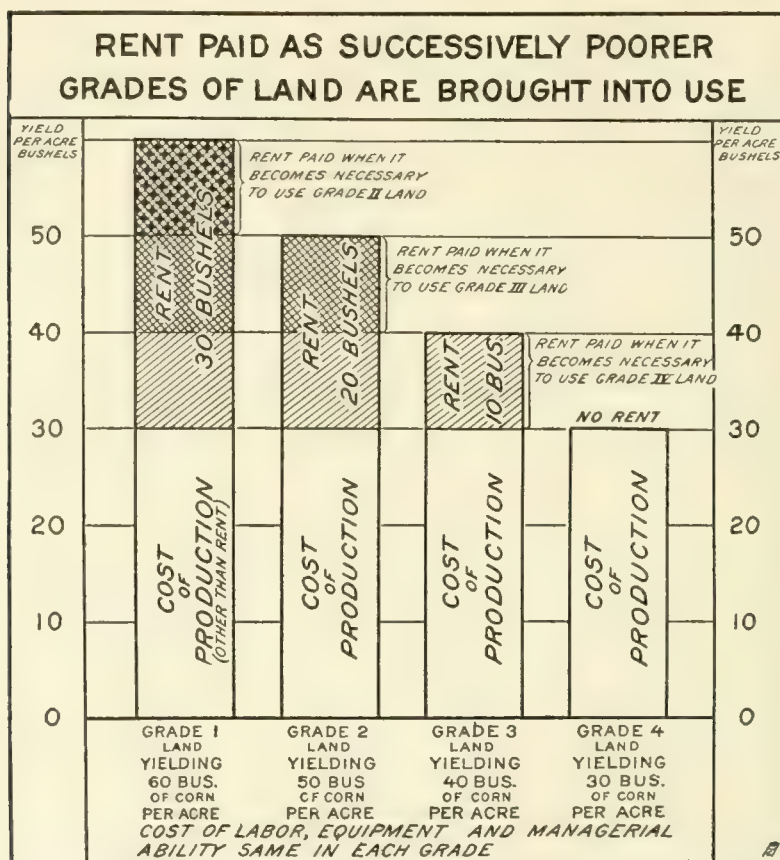 RENT PAID AS SUCCESSIVELY POORER
GRADES OF LAND ARE BROUGHT INTO USE
YIELD
PER ACRE
BUSHELS
YIELD
PER ACRE
BUSHELS
RENT PAID WHEN IT
BECOMES NECESSARY
TO USE GRADE II LAND
50
50
RENT PAID WHEN IT
BECOMES NECESSARY
TO USE GRADE III LAND
40
40
RENT PAID WHEN IT
BECOMES NECESSARY
TO USE GRADE IV LAND
RENT
30 BUSHELS
RENT
20 BUSHELS
RENT
10 BUS.
NO RENT
30
30
20
20
10
10
0
0
COST
OF
PRODUCTION
(OTHER THAN RENT)
COST
OF
PRODUCTION
COST
OF
PRODUCTION
COST
OF
PRODUCTION
GRADE 1
LAND
YIELDING
60 BUS.
OF CORN
PER ACRE
GRADE 2
LAND
YIELDING
50 BUS
OF CORN
PER ACRE
GRADE 3
LAND
YIELDING
40 BUS.
OF CORN
PER ACRE
GRADE 4
LAND
YIELDING
30 BUS.
OF CORN
PER ACRE
COST OF LABOR, EQUIPMENT AND MANAGERIAL
ABILITY SAME IN EACH GRADE